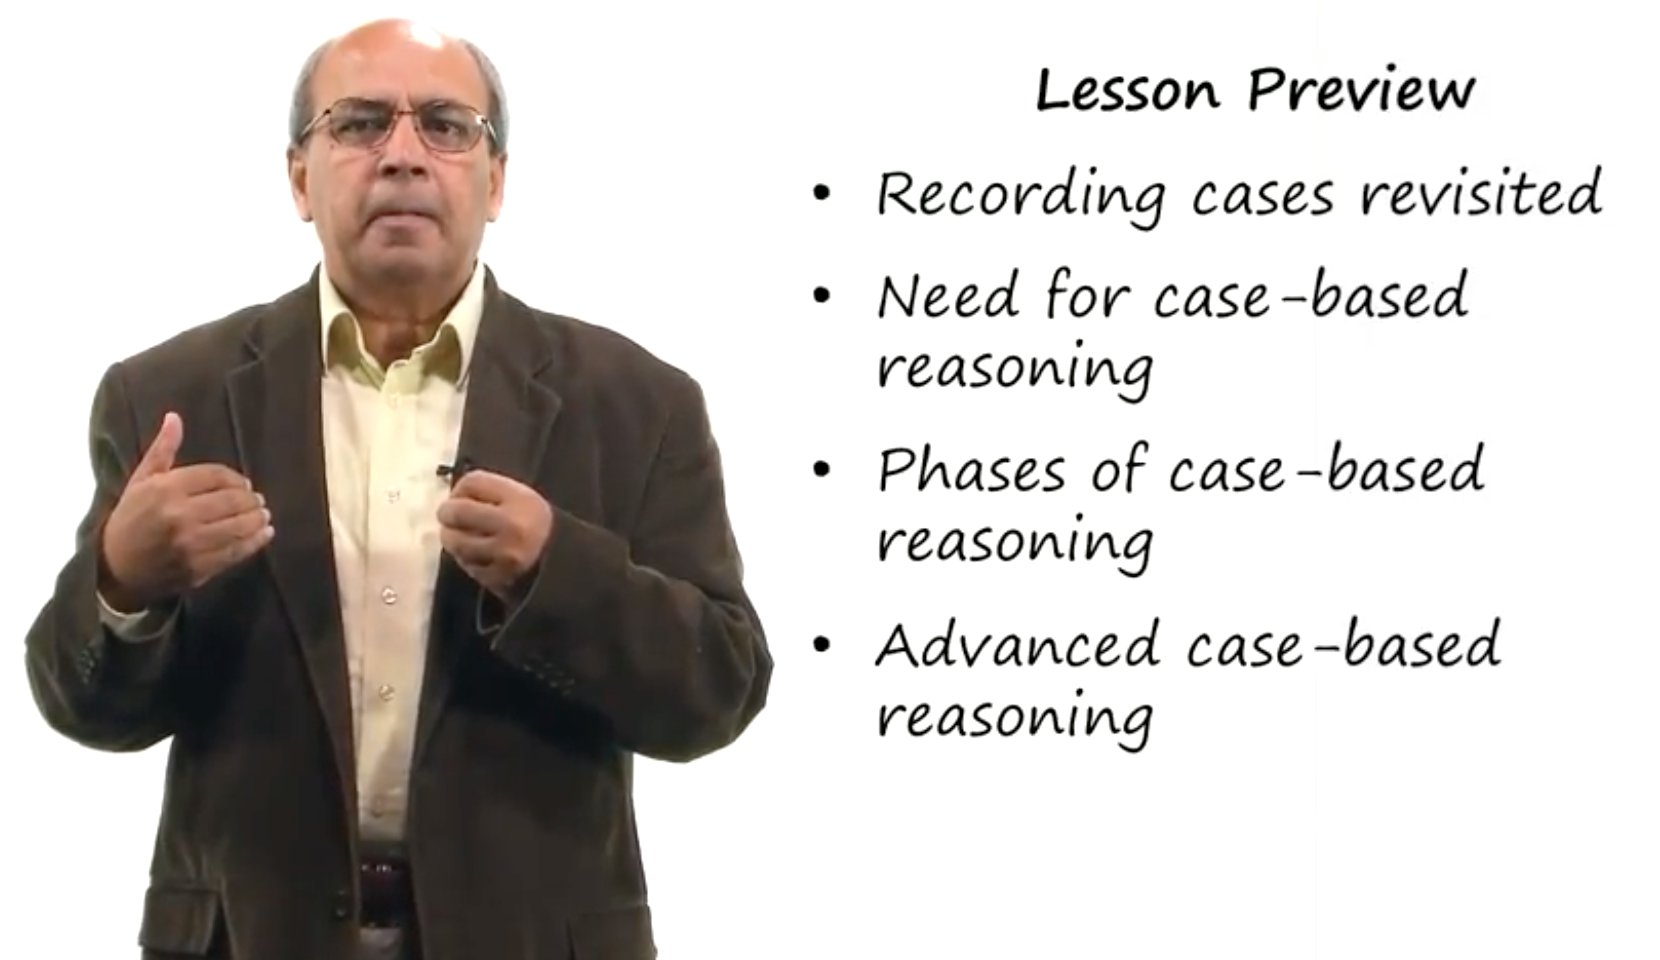 Lesson Preview
• Recording cases revisited
• Need for case-based
reasoning
• Phases of case-based
reasoning
• Advanced case-based
reasoning